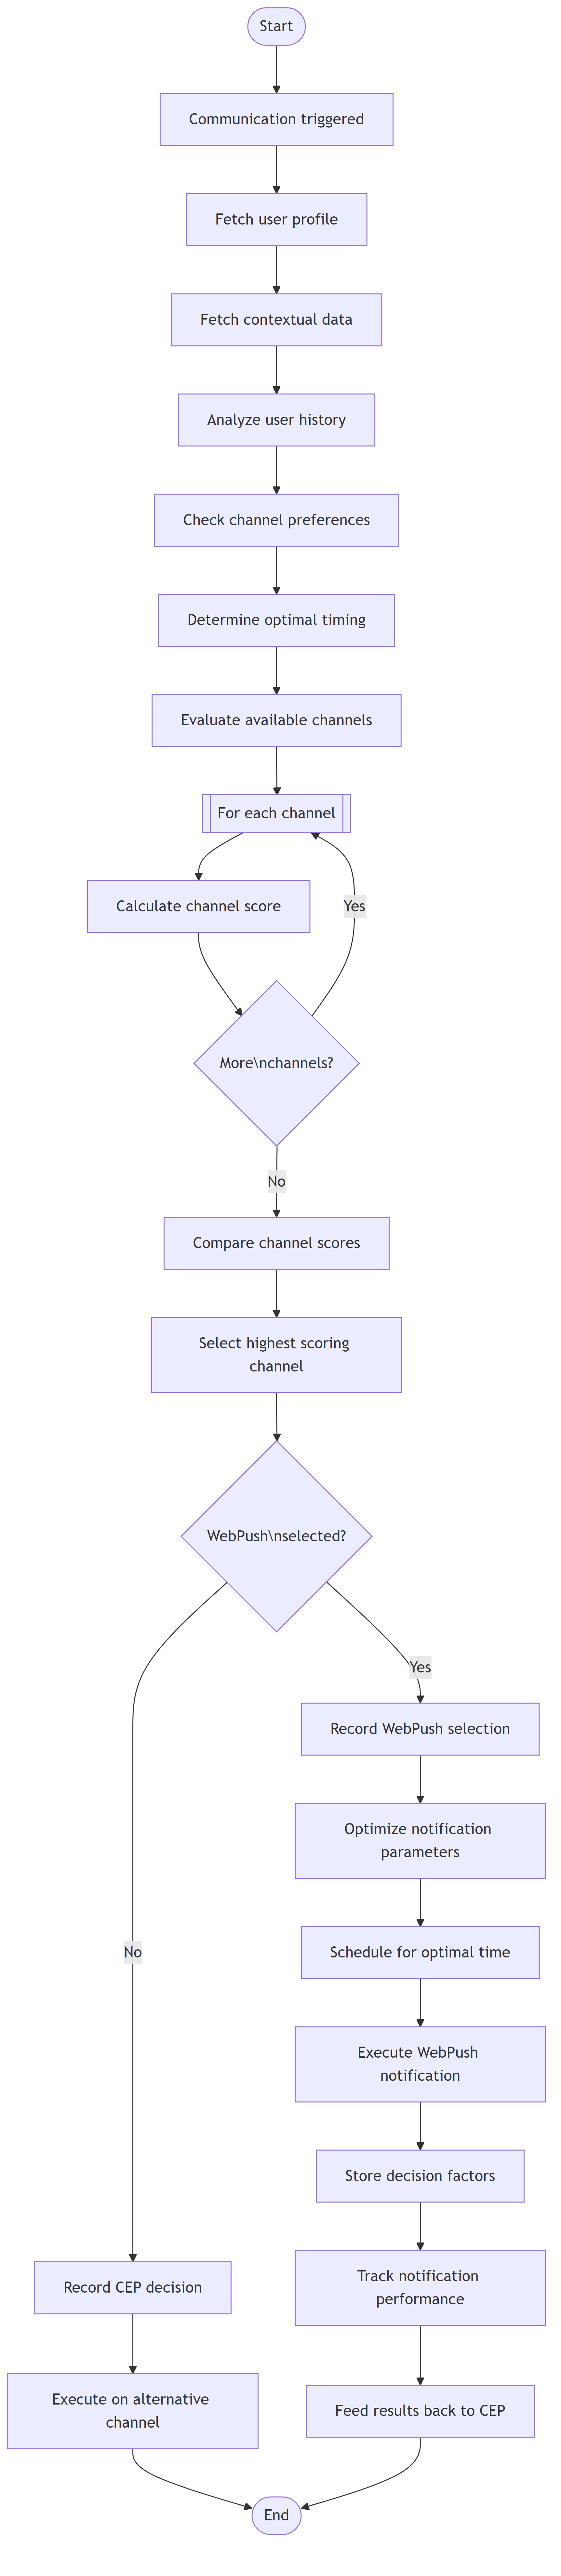 Start
Communication triggered
Fetch user profile
Fetch contextual data
Analyze user history
Check channel preferences
Determine optimal timing
Evaluate available channels
For each channel
Calculate channel score
Yes
More\nchannels?
No
Compare channel scores
Select highest scoring
channel
WebPush\nselected?
Yes
Record WebPush selection
Optimize notification
parameters
Schedule for optimal time
No
Execute WebPush
notification
Store decision factors
Track notification
performance
Record CEP decision
Execute on alternative
channel
Feed results back to CEP
End